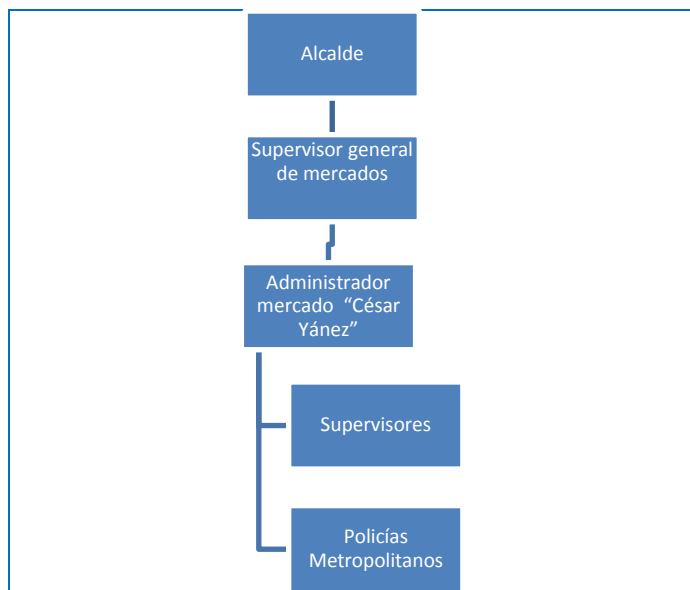 Alcalde
Supervisor general
de mercados
Administrador
mercado “César
Yánez”
Supervisores
Policías
Metropolitanos